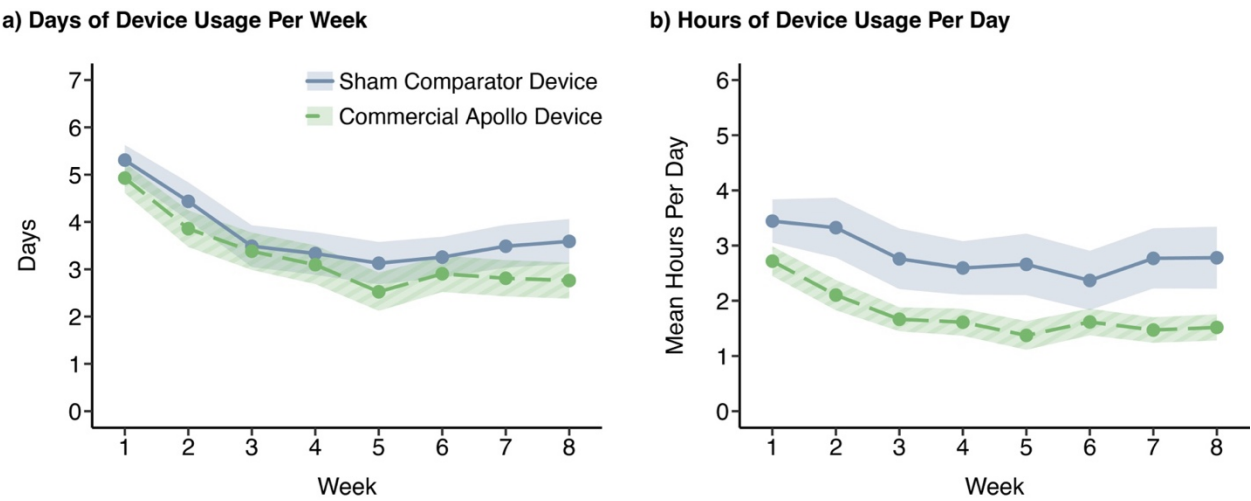 a) Days of Device Usage Per Week
7
6
5
4
3
2
1
0
Days
Sham Comparator Device
Commercial Apollo Device
1 2 3 4 5 6 7 8
Week
b) Hours of Device Usage Per Day
6
5
4
3
2
1
0
Mean Hours Per Day
1 2 3 4 5 6 7 8
Week